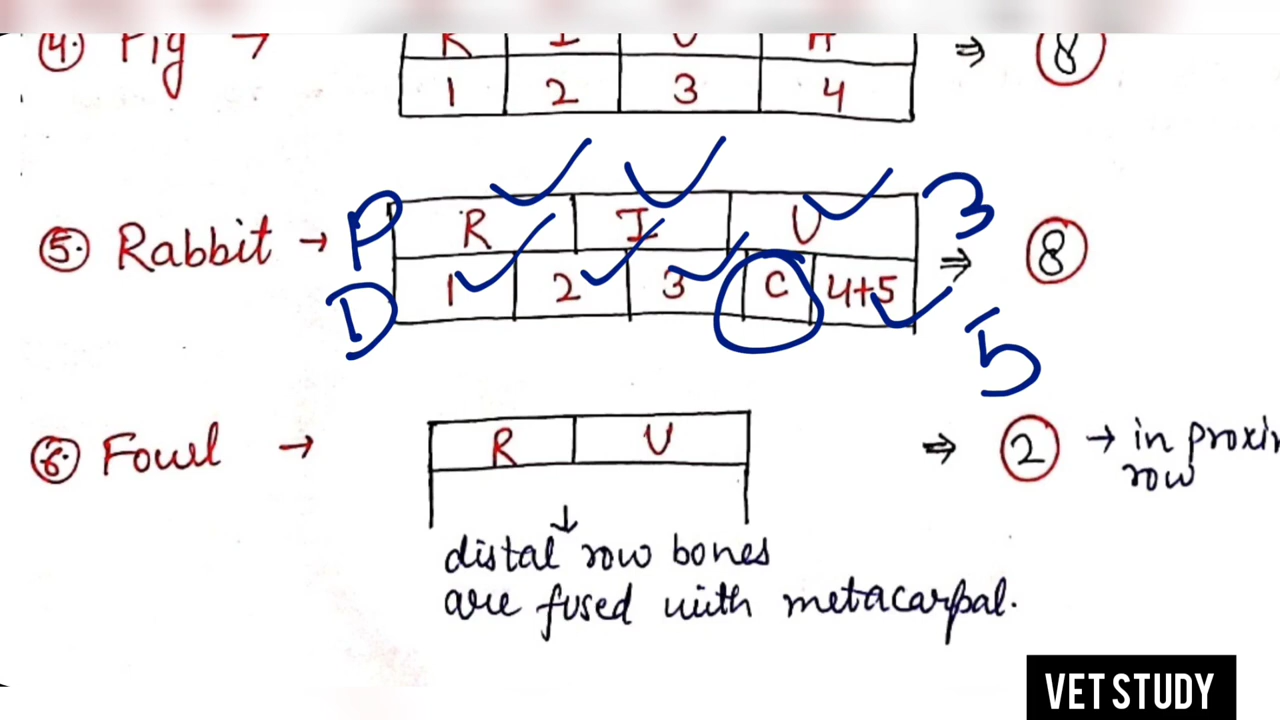 ④. Pig →
R I U A ⇒ ⑧
1 2 3 4
⑤. Rabbit → P R I U 3 ⇒ ⑧
D 1 2 3 C 4+5 5
⑥. Fowl → R U ⇒ ② → in proxi
row
↓
distal row bones
are fused with metacarpal.
VET STUDY